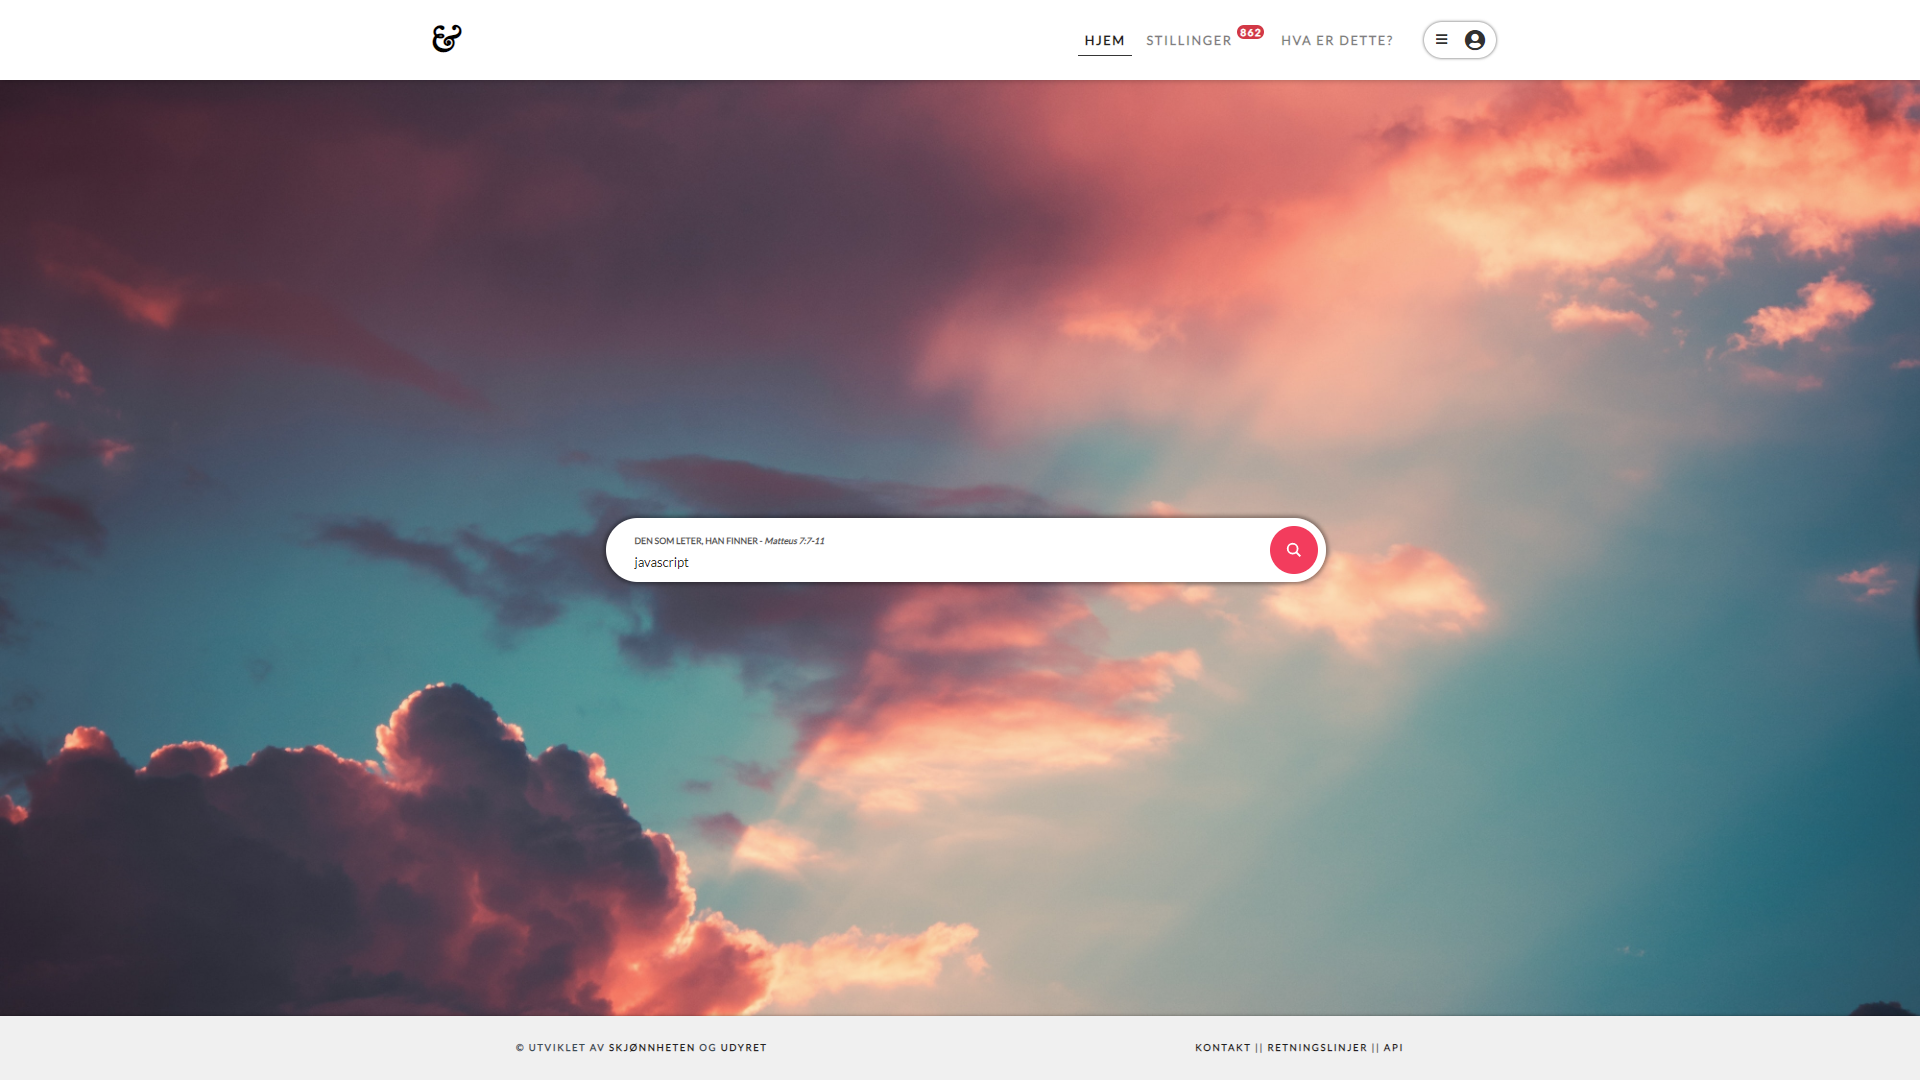 &
HJEM STILLINGER 862 HVA ER DETTE?
DEN SOM LETER, HAN FINNER - Matteus 7:7-11
javascript
© UTVIKLET AV SKJØNNHETEN OG UDYRET
KONTAKT || RETNINGSLINJER || API